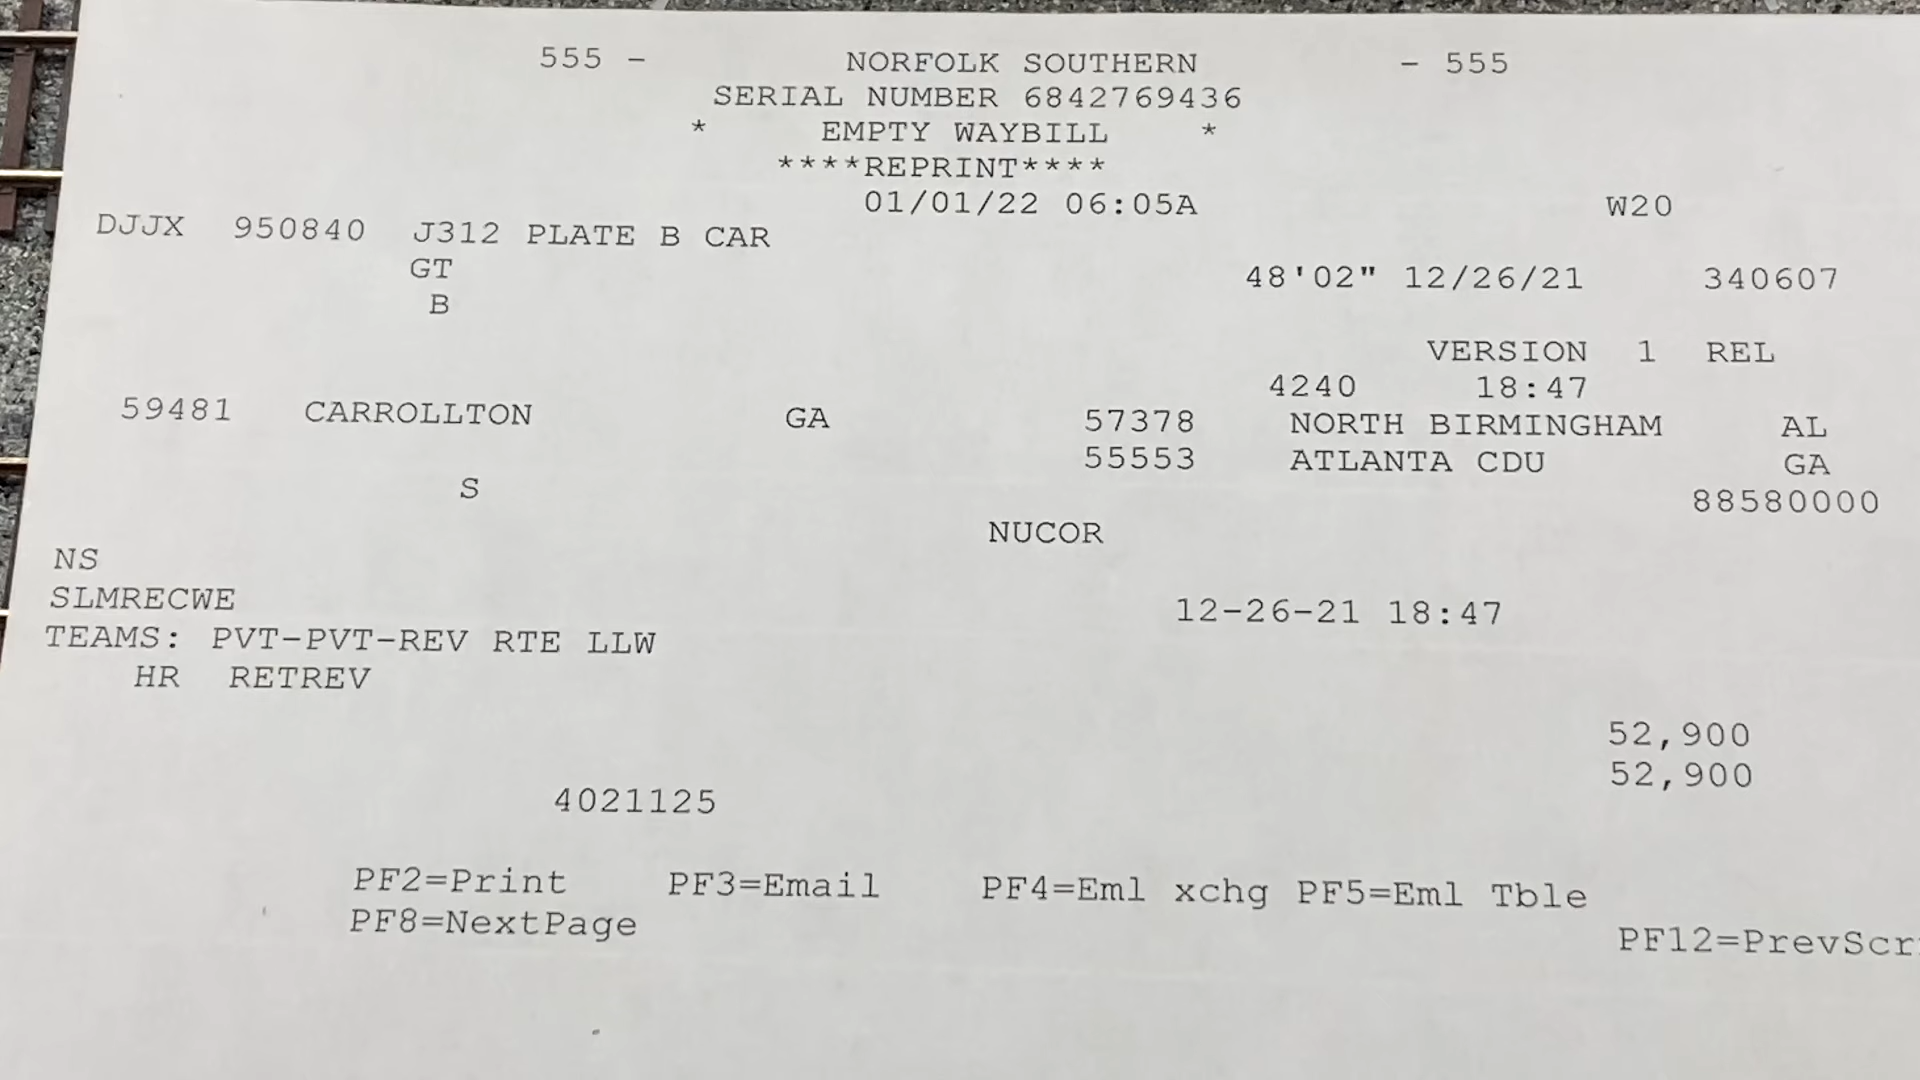 555 - NORFOLK SOUTHERN - 555
SERIAL NUMBER 6842769436
* EMPTY WAYBILL *
****REPRINT****
01/01/22 06:05A W20
DJJX 950840 J312 PLATE B CAR
GT 48'02" 12/26/21 340607
B
VERSION 1 REL
4240 18:47
59481 CARROLLTON GA 57378 NORTH BIRMINGHAM AL
55553 ATLANTA CDU GA
S 88580000
NUCOR
NS
SLMRECWE 12-26-21 18:47
TEAMS: PVT-PVT-REV RTE LLW
HR RETREV
52,900
52,900
4021125
PF2=Print PF3=Email PF4=Eml xchg PF5=Eml Tble
PF8=NextPage PF12=PrevScr